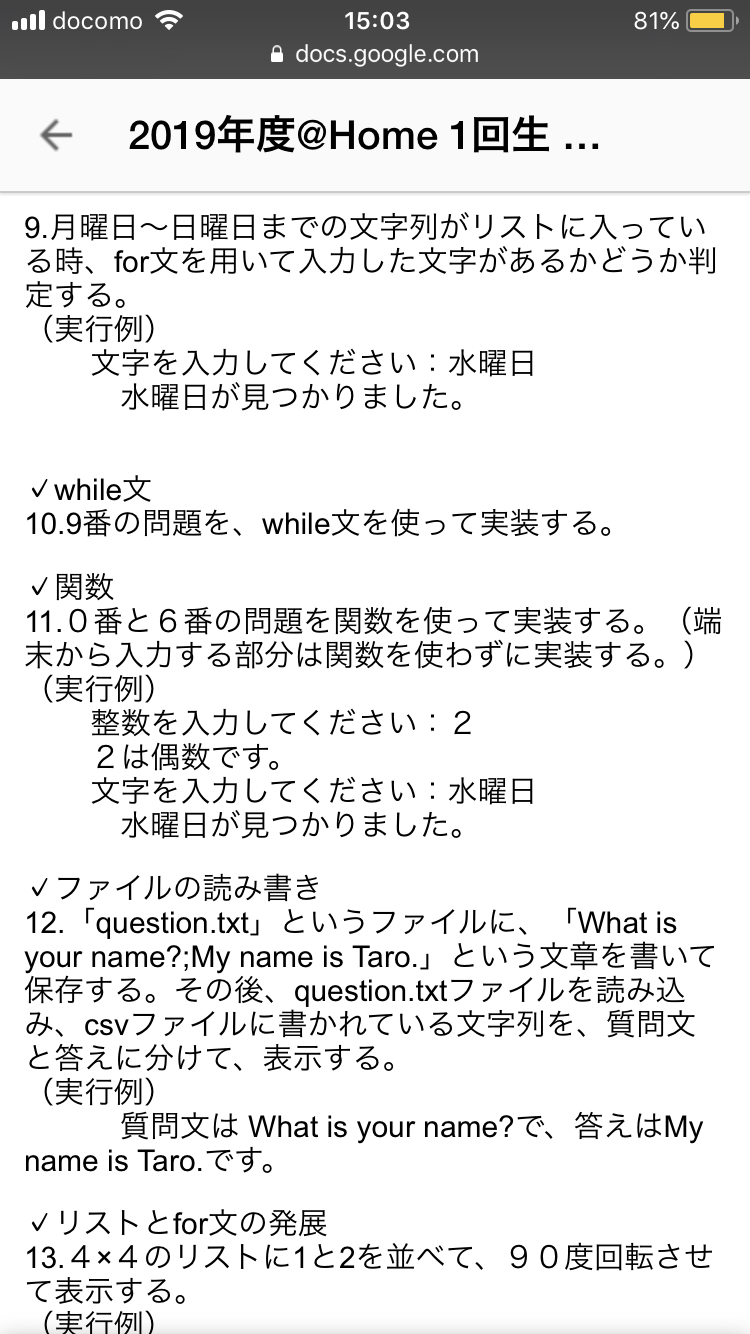 docomo 15:03 81%
docs.google.com
2019年度@Home 1回生 ...
9.月曜日〜日曜日までの文字列がリストに入ってい
る時、for文を用いて入力した文字があるかどうか判
定する。
（実行例）
文字を入力してください：水曜日
水曜日が見つかりました。
✓while文
10.9番の問題を、while文を使って実装する。
✓関数
11.０番と６番の問題を関数を使って実装する。（端
末から入力する部分は関数を使わずに実装する。）
（実行例）
整数を入力してください：２
２は偶数です。
文字を入力してください：水曜日
水曜日が見つかりました。
✓ファイルの読み書き
12.「question.txt」というファイルに、「What is
your name?;My name is Taro.」という文章を書いて
保存する。その後、question.txtファイルを読み込
み、csvファイルに書かれている文字列を、質問文
と答えに分けて、表示する。
（実行例）
質問文は What is your name?で、答えはMy
name is Taro.です。
✓リストとfor文の発展
13.４×４のリストに1と2を並べて、９０度回転させ
て表示する。
（実行例）